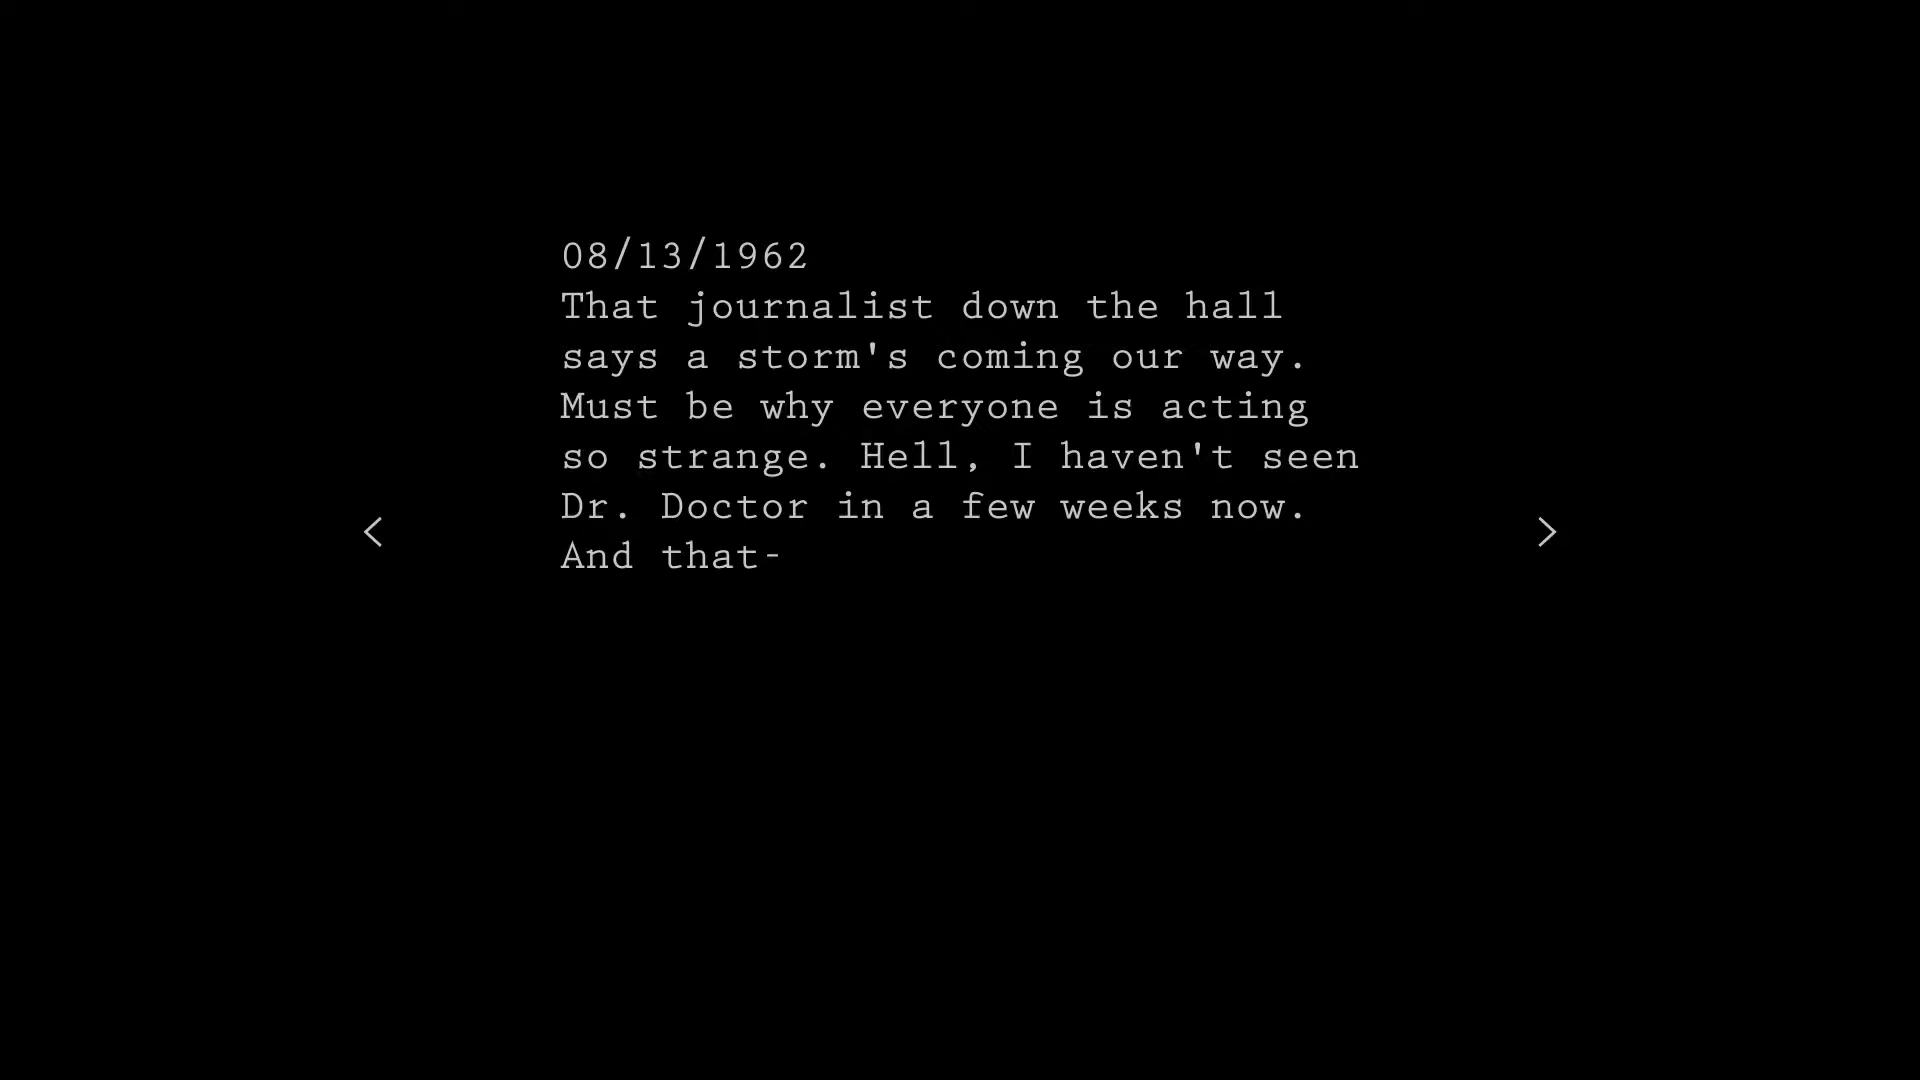 08/13/1962
That journalist down the hall
says a storm's coming our way.
Must be why everyone is acting
so strange. Hell, I haven't seen
Dr. Doctor in a few weeks now.
And that-
< >